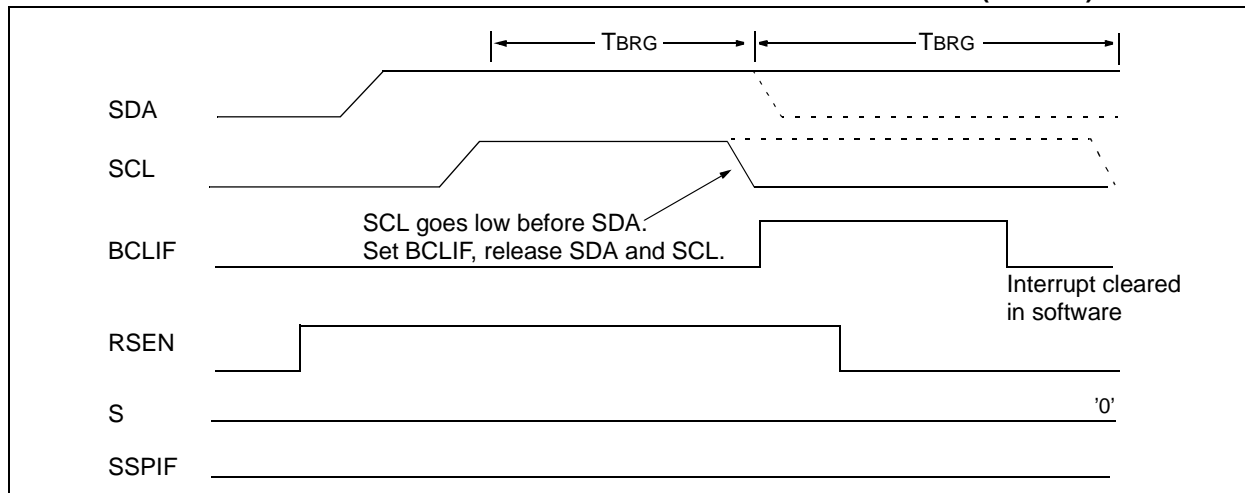 TBRG
TBRG
SDA
SCL
SCL goes low before SDA.
Set BCLIF, release SDA and SCL.
BCLIF
Interrupt cleared
in software
RSEN
S
'0'
SSPIF